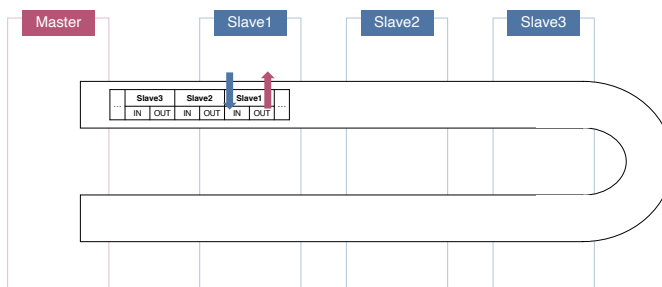 Master Slave1 Slave2 Slave3
... Slave3 Slave2 Slave1 ...
IN OUT IN OUT IN OUT